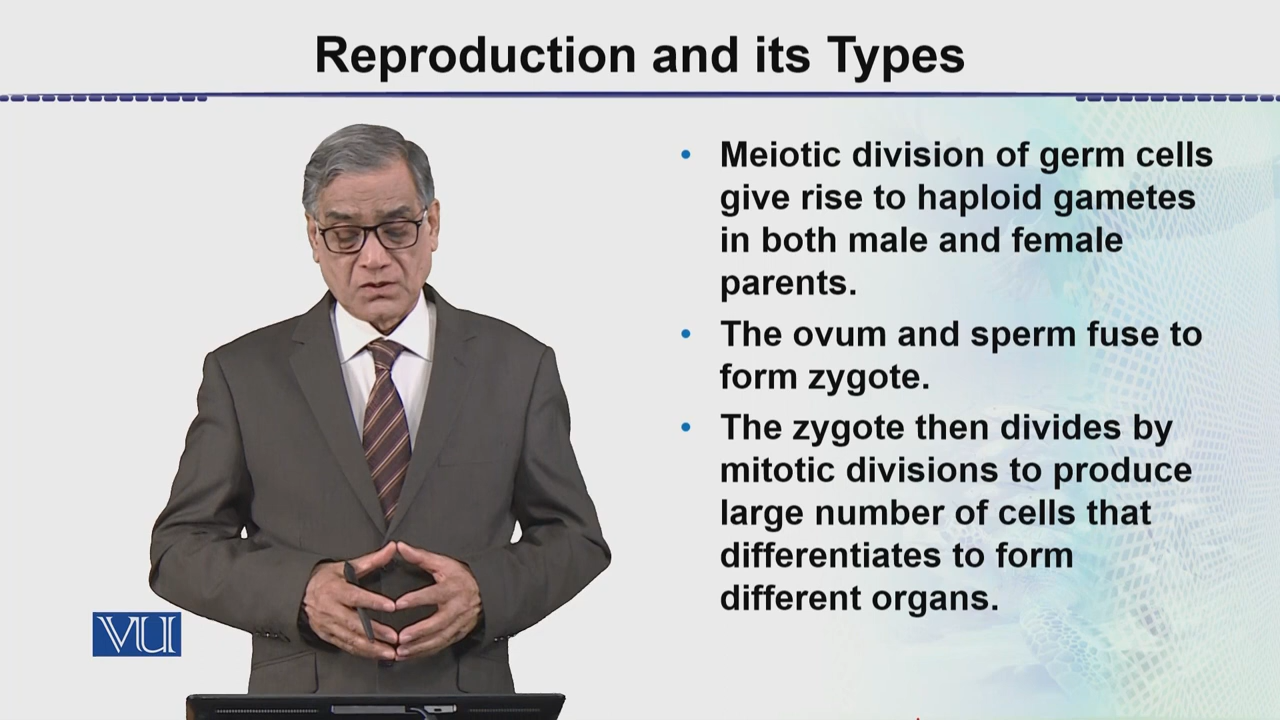 Reproduction and its Types
• Meiotic division of germ cells
give rise to haploid gametes
in both male and female
parents.
• The ovum and sperm fuse to
form zygote.
• The zygote then divides by
mitotic divisions to produce
large number of cells that
differentiates to form
different organs.
VU